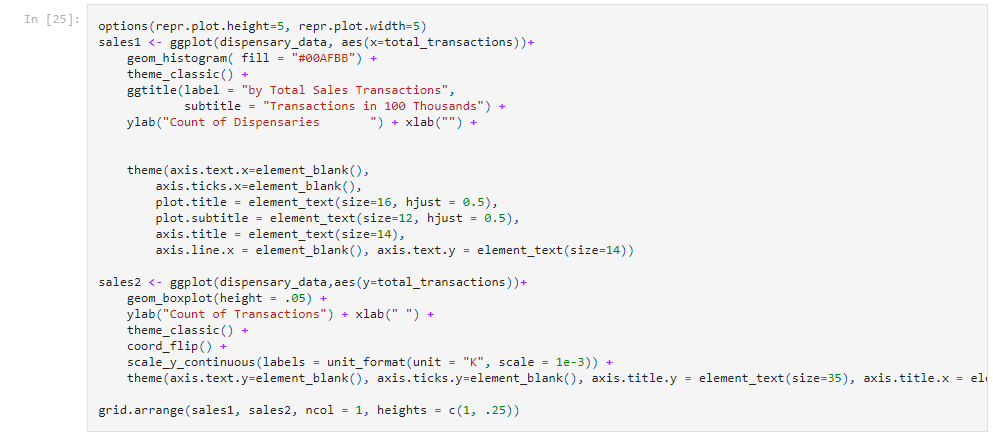 In [25]:
options(repr.plot.height=5, repr.plot.width=5)
sales1 <- ggplot(dispensary_data, aes(x=total_transactions))+
    geom_histogram( fill = "#00AFBB") +
    theme_classic() +
    ggtitle(label = "by Total Sales Transactions",
            subtitle = "Transactions in 100 Thousands") +
    ylab("Count of Dispensaries       ") + xlab("") +
    theme(axis.text.x=element_blank(),
        axis.ticks.x=element_blank(),
        plot.title = element_text(size=16, hjust = 0.5),
        plot.subtitle = element_text(size=12, hjust = 0.5),
        axis.title = element_text(size=14),
        axis.line.x = element_blank(), axis.text.y = element_text(size=14))
sales2 <- ggplot(dispensary_data,aes(y=total_transactions))+
    geom_boxplot(height = .05) +
    ylab("Count of Transactions") + xlab(" ") +
    theme_classic() +
    coord_flip() +
    scale_y_continuous(labels = unit_format(unit = "K", scale = 1e-3)) +
    theme(axis.text.y=element_blank(), axis.ticks.y=element_blank(), axis.title.y = element_text(size=35), axis.title.x =
grid.arrange(sales1, sales2, ncol = 1, heights = c(1, .25))